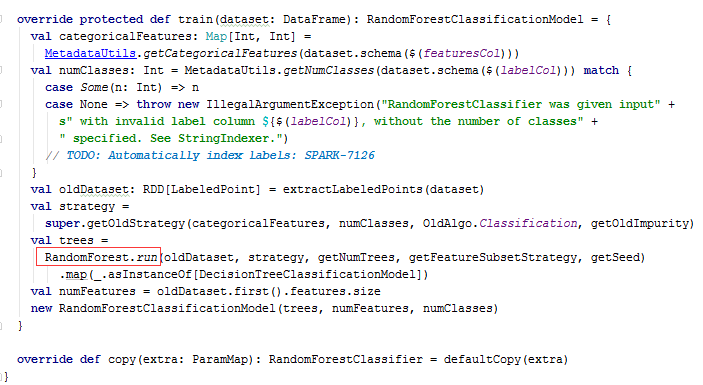 override protected def train(dataset: DataFrame): RandomForestClassificationModel = {
  val categoricalFeatures: Map[Int, Int] =
    MetadataUtils.getCategoricalFeatures(dataset.schema($(featuresCol)))
  val numClasses: Int = MetadataUtils.getNumClasses(dataset.schema($(labelCol))) match {
    case Some(n: Int) => n
    case None => throw new IllegalArgumentException("RandomForestClassifier was given input" +
      s" with invalid label column ${$(labelCol)}, without the number of classes" +
      " specified. See StringIndexer.")
    // TODO: Automatically index labels: SPARK-7126
  }
  val oldDataset: RDD[LabeledPoint] = extractLabeledPoints(dataset)
  val strategy =
    super.getOldStrategy(categoricalFeatures, numClasses, OldAlgo.Classification, getOldImpurity)
  val trees =
    RandomForest.run(oldDataset, strategy, getNumTrees, getFeatureSubsetStrategy, getSeed)
      .map(_.asInstanceOf[DecisionTreeClassificationModel])
  val numFeatures = oldDataset.first().features.size
  new RandomForestClassificationModel(trees, numFeatures, numClasses)
}
override def copy(extra: ParamMap): RandomForestClassifier = defaultCopy(extra)
}